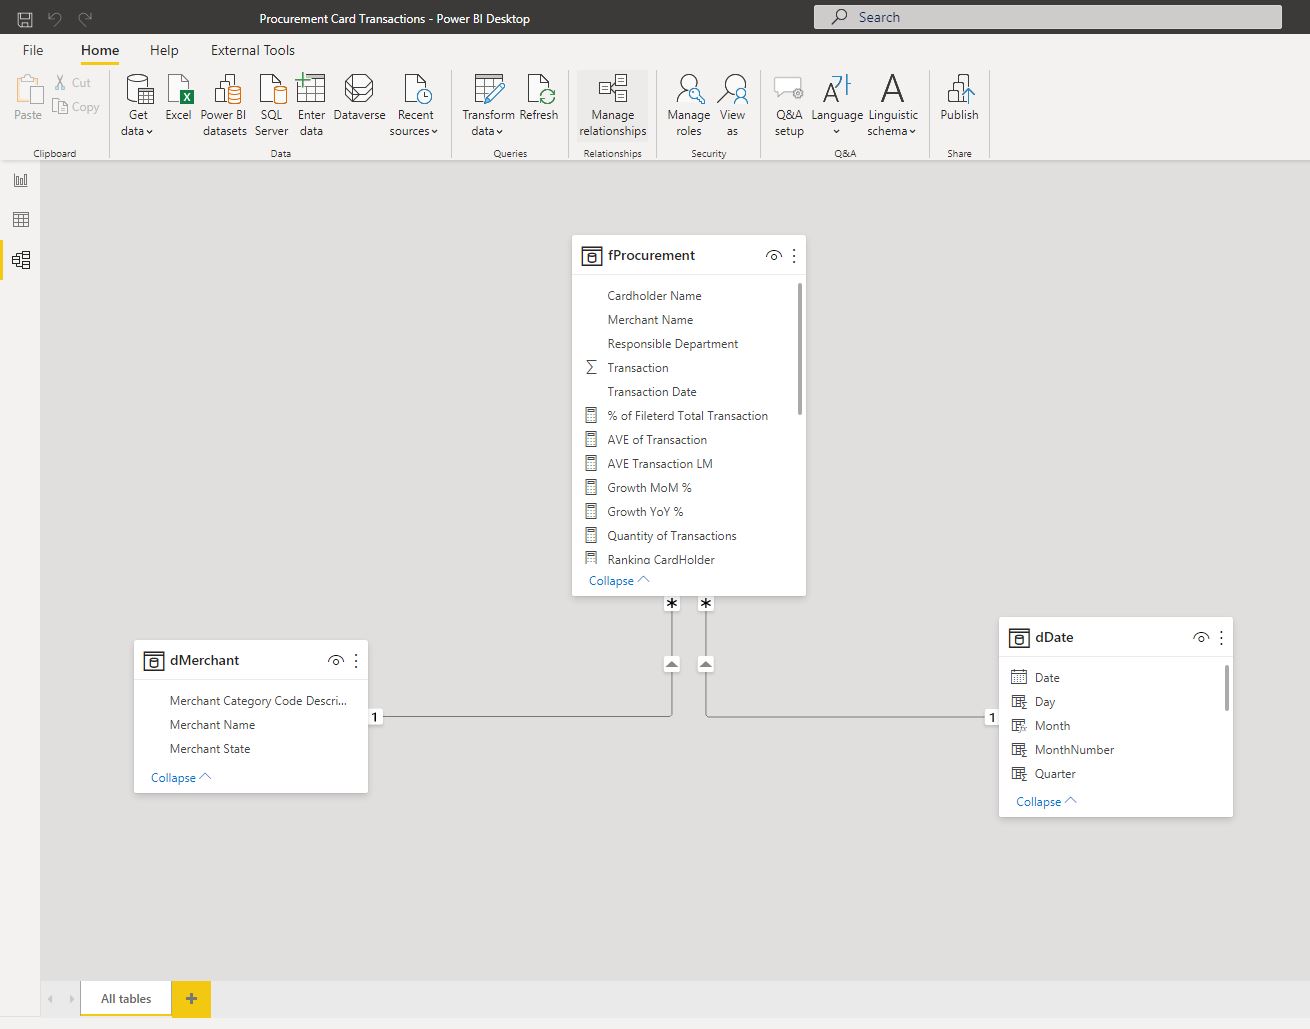 Procurement Card Transactions - Power BI Desktop
Search
File
Home
Help
External Tools
Paste
Cut
Copy
Get data
Excel
Power BI datasets
SQL Server
Enter data
Dataverse
Recent sources
Transform data
Refresh
Manage relationships
Manage roles
View as
Q&A setup
Language
Linguistic schema
Publish
Clipboard
Data
Queries
Relationships
Security
Q&A
Share
fProcurement
Cardholder Name
Merchant Name
Responsible Department
Transaction
Transaction Date
% of Fileterd Total Transaction
AVE of Transaction
AVE Transaction LM
Growth MoM %
Growth YoY %
Quantity of Transactions
Ranking CardHolder
Collapse
dMerchant
Merchant Category Code Descri...
Merchant Name
Merchant State
Collapse
1
1
dDate
Date
Day
Month
MonthNumber
Quarter
Collapse
All tables